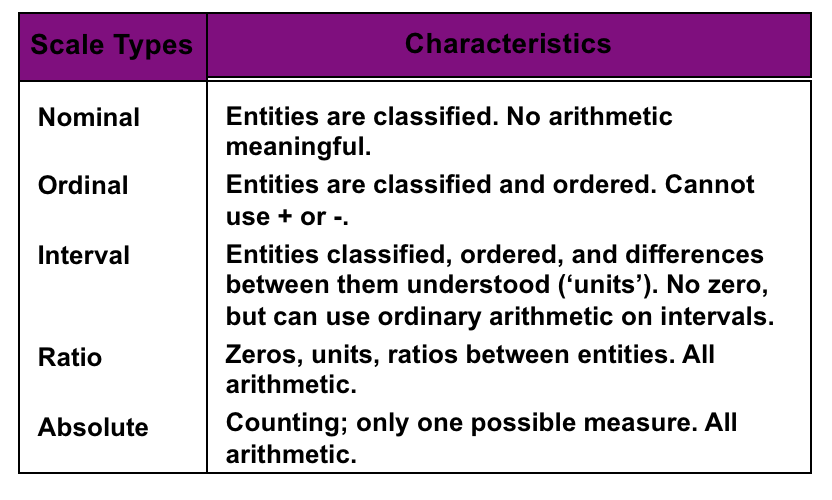 Scale Types
Characteristics
Nominal
Entities are classified. No arithmetic
meaningful.
Ordinal
Entities are classified and ordered. Cannot
use + or -.
Interval
Entities classified, ordered, and differences
between them understood (‘units’). No zero,
but can use ordinary arithmetic on intervals.
Ratio
Zeros, units, ratios between entities. All
arithmetic.
Absolute
Counting; only one possible measure. All
arithmetic.